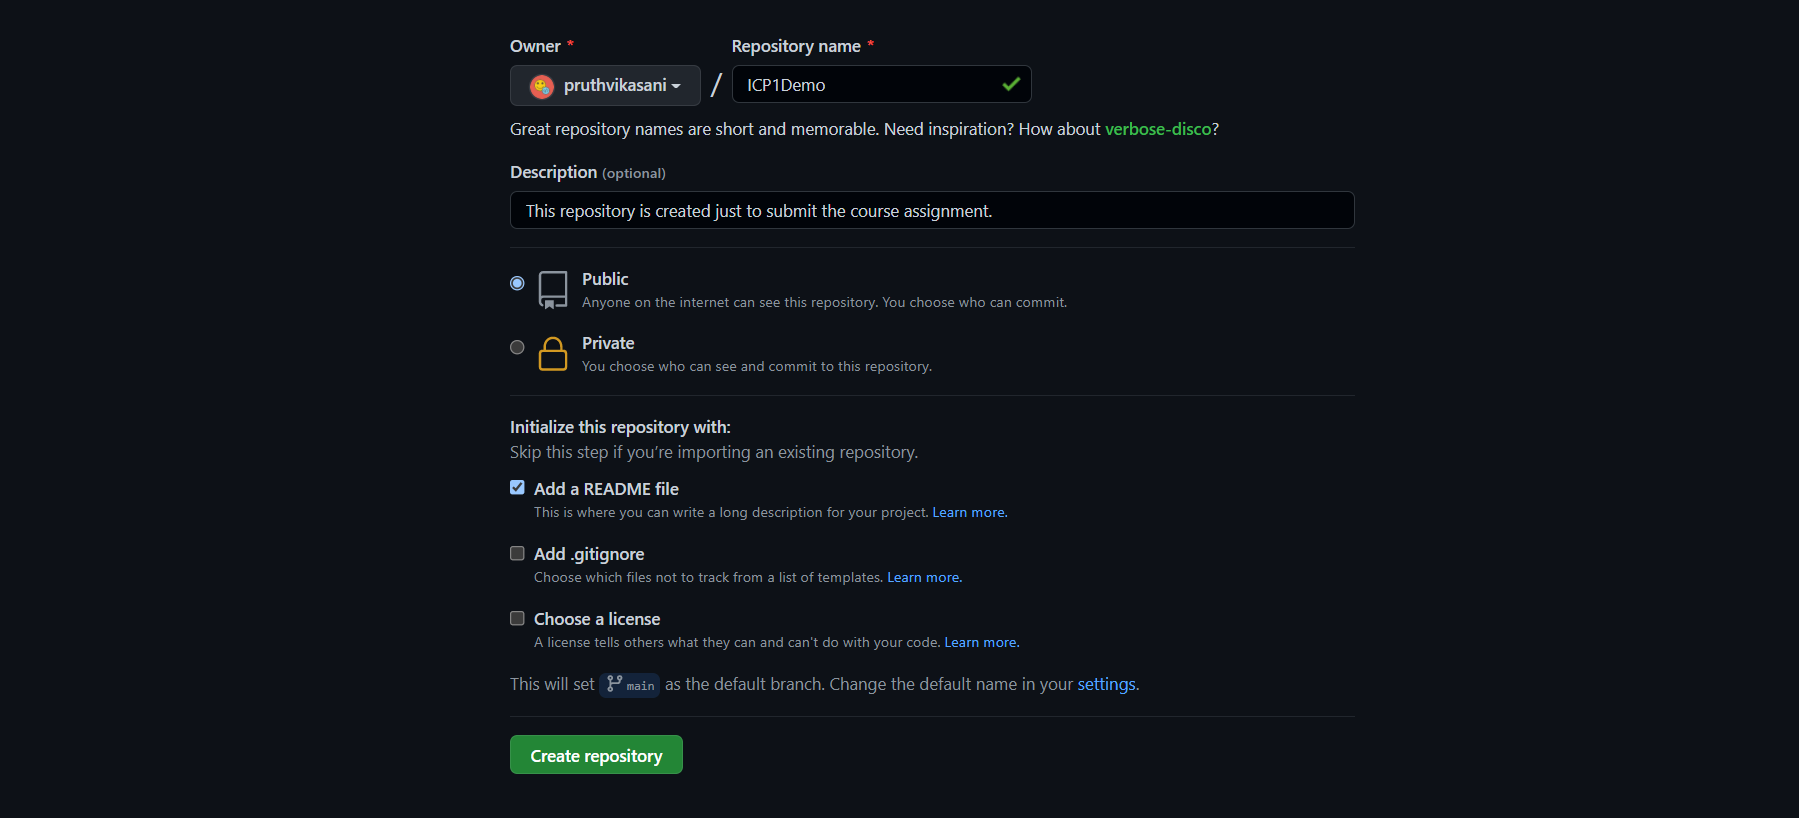 Owner * Repository name *
pruthvikasani / ICP1Demo
Great repository names are short and memorable. Need inspiration? How about verbose-disco?
Description (optional)
This repository is created just to submit the course assignment.
Public
Anyone on the internet can see this repository. You choose who can commit.
Private
You choose who can see and commit to this repository.
Initialize this repository with:
Skip this step if you’re importing an existing repository.
Add a README file
This is where you can write a long description for your project. Learn more.
Add .gitignore
Choose which files not to track from a list of templates. Learn more.
Choose a license
A license tells others what they can and can't do with your code. Learn more.
This will set main as the default branch. Change the default name in your settings.
Create repository